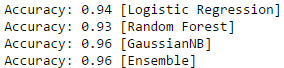 Accuracy: 0.94 [Logistic Regression]
Accuracy: 0.93 [Random Forest]
Accuracy: 0.96 [GaussianNB]
Accuracy: 0.96 [Ensemble]